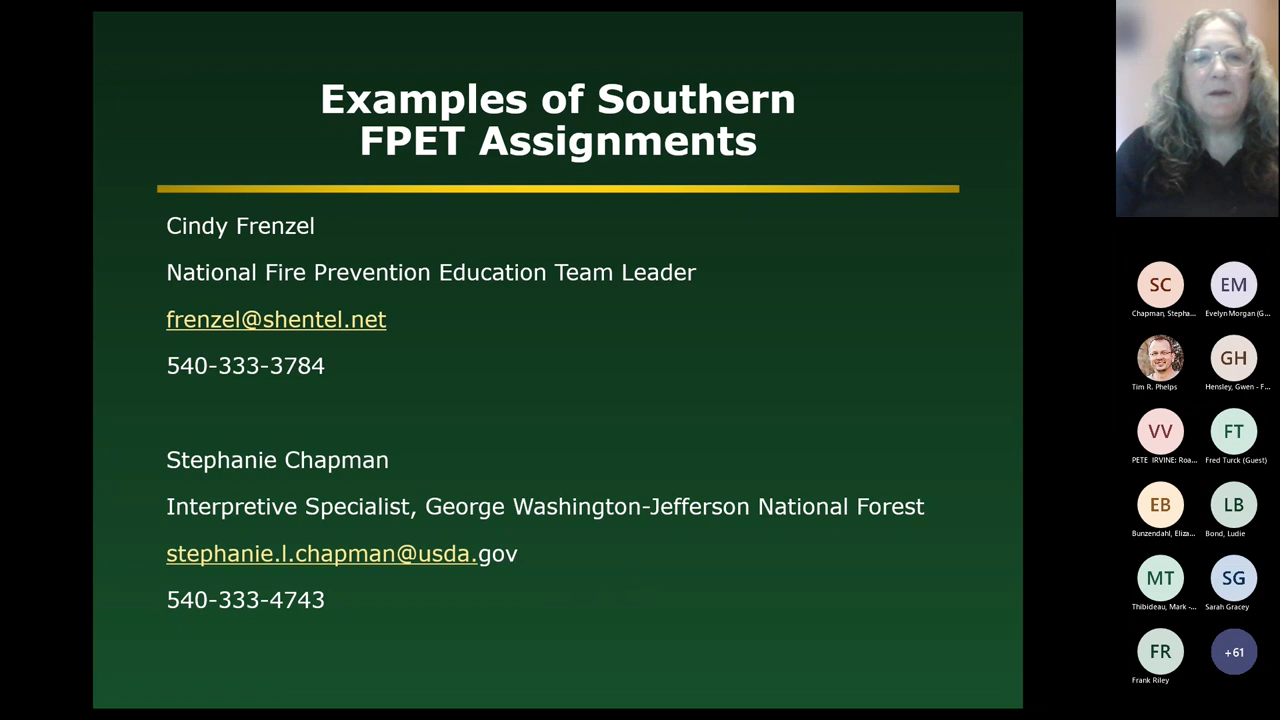 Examples of Southern
FPET Assignments
Cindy Frenzel
National Fire Prevention Education Team Leader
frenzel@shentel.net
540-333-3784
Stephanie Chapman
Interpretive Specialist, George Washington-Jefferson National Forest
stephanie.l.chapman@usda.gov
540-333-4743
SC
EM
Chapman, Stepha...
Evelyn Morgan (G...
GH
Tim R. Phelps
Hensley, Gwen - F...
VV
FT
PETE IRVINE: Roa...
Fred Turck (Guest)
EB
LB
Bunzendahl, Eliza...
Bond, Ludie
MT
SG
Thibideau, Mark -...
Sarah Gracey
FR
+61
Frank Riley